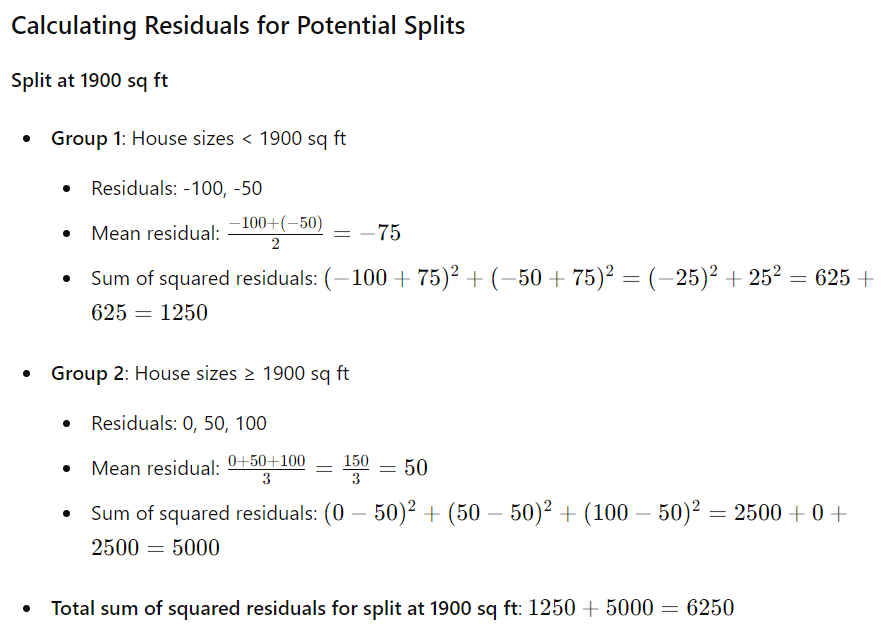 Calculating Residuals for Potential Splits
Split at 1900 sq ft
• Group 1: House sizes < 1900 sq ft
• Residuals: -100, -50
• Mean residual: \frac{-100+(-50)}{2} = −75
• Sum of squared residuals: (−100 + 75)² + (−50 + 75)² = (−25)² + 25² = 625 +
625 = 1250
• Group 2: House sizes ≥ 1900 sq ft
• Residuals: 0, 50, 100
• Mean residual: \frac{0+50+100}{3} = \frac{150}{3} = 50
• Sum of squared residuals: (0 − 50)² + (50 − 50)² + (100 − 50)² = 2500 + 0 +
2500 = 5000
• Total sum of squared residuals for split at 1900 sq ft: 1250 + 5000 = 6250